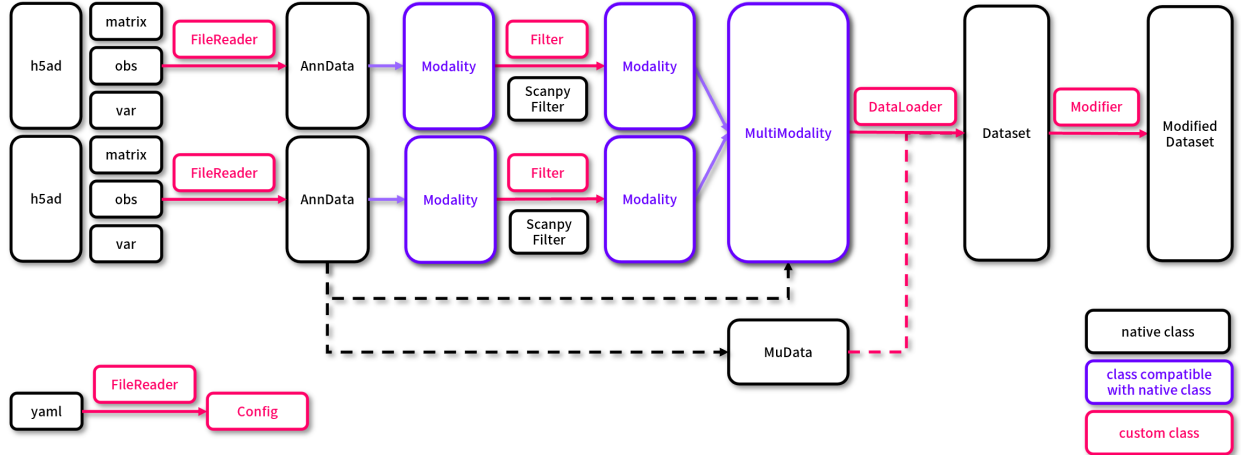 h5ad
matrix
obs
var
FileReader
AnnData
Modality
Filter
Scanpy
Filter
Modality
h5ad
matrix
obs
var
FileReader
AnnData
Modality
Filter
Scanpy
Filter
Modality
MultiModality
DataLoader
Dataset
Modifier
Modified
Dataset
MuData
yaml
FileReader
Config
native class
class compatible
with native class
custom class